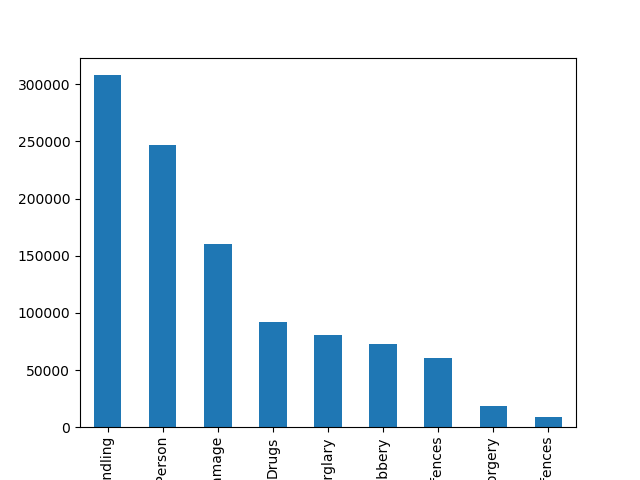 300000
250000
200000
150000
100000
50000
0
ndling
Person
amage
Drugs
rglary
bbery
fences
orgery
fences